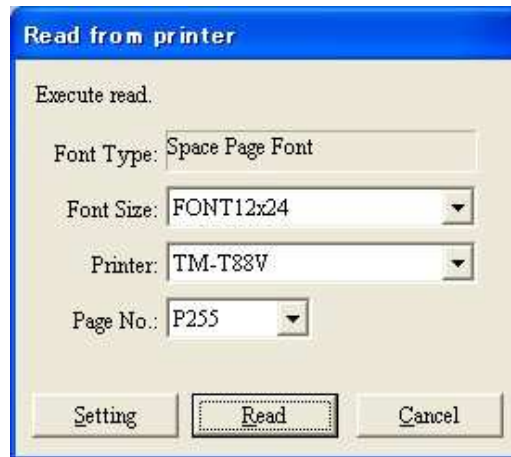 Read from printer
Execute read.
Font Type: Space Page Font
Font Size: FONT12x24
Printer: TM-T88V
Page No.: P255
Setting Read Cancel